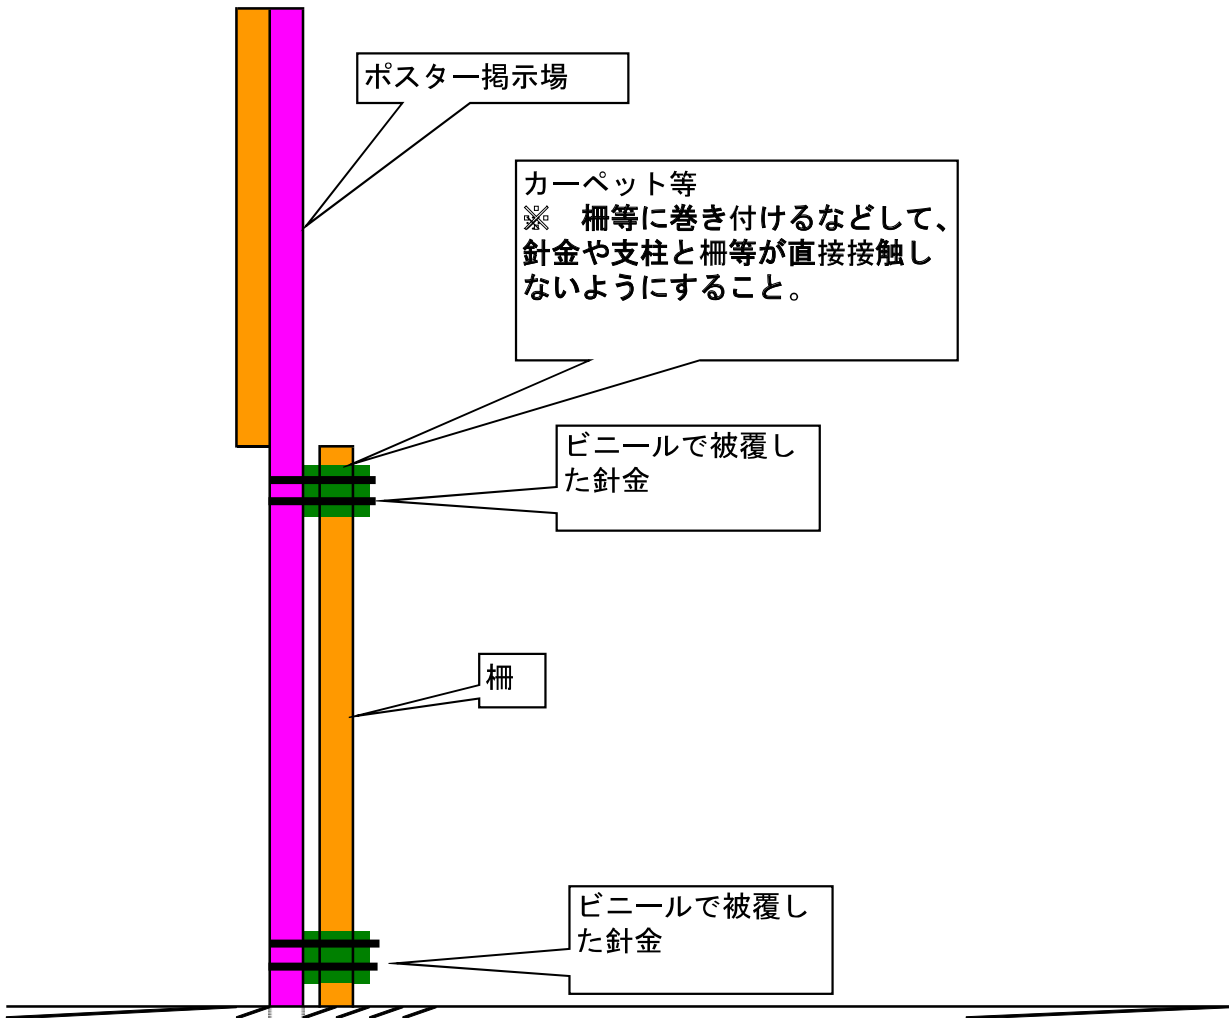 ポスター掲示場
カーペット等
※　柵等に巻き付けるなどして、
針金や支柱と柵等が直接接触し
ないようにすること。
ビニールで被覆し
た針金
柵
ビニールで被覆し
た針金